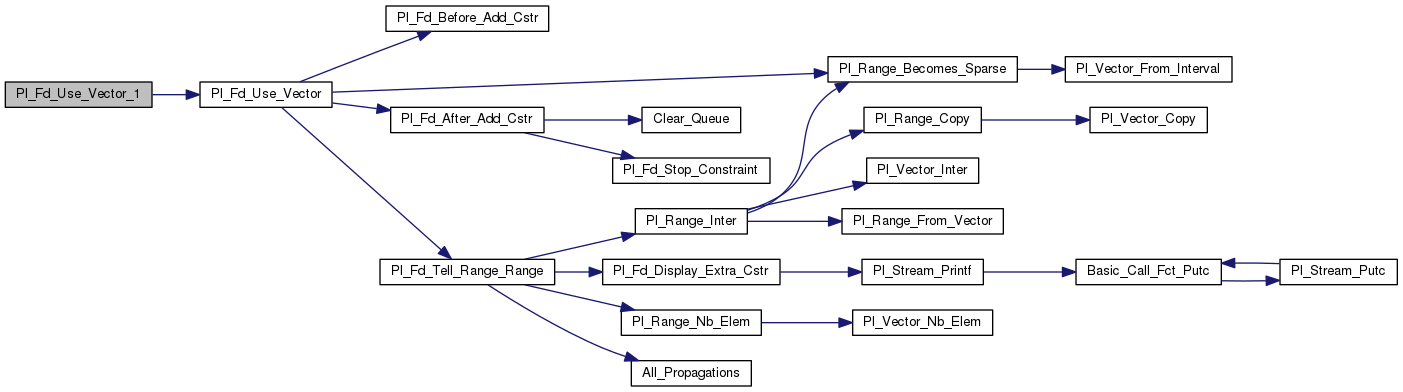 Pl_Fd_Use_Vector_1
Pl_Fd_Use_Vector
Pl_Fd_Before_Add_Cstr
Pl_Range_Becomes_Sparse
Pl_Vector_From_Interval
Pl_Fd_After_Add_Cstr
Clear_Queue
Pl_Fd_Stop_Constraint
Pl_Fd_Tell_Range_Range
Pl_Range_Inter
Pl_Range_Copy
Pl_Vector_Copy
Pl_Vector_Inter
Pl_Range_From_Vector
Pl_Fd_Display_Extra_Cstr
Pl_Stream_Printf
Basic_Call_Fct_Putc
Pl_Stream_Putc
Pl_Range_Nb_Elem
Pl_Vector_Nb_Elem
All_Propagations